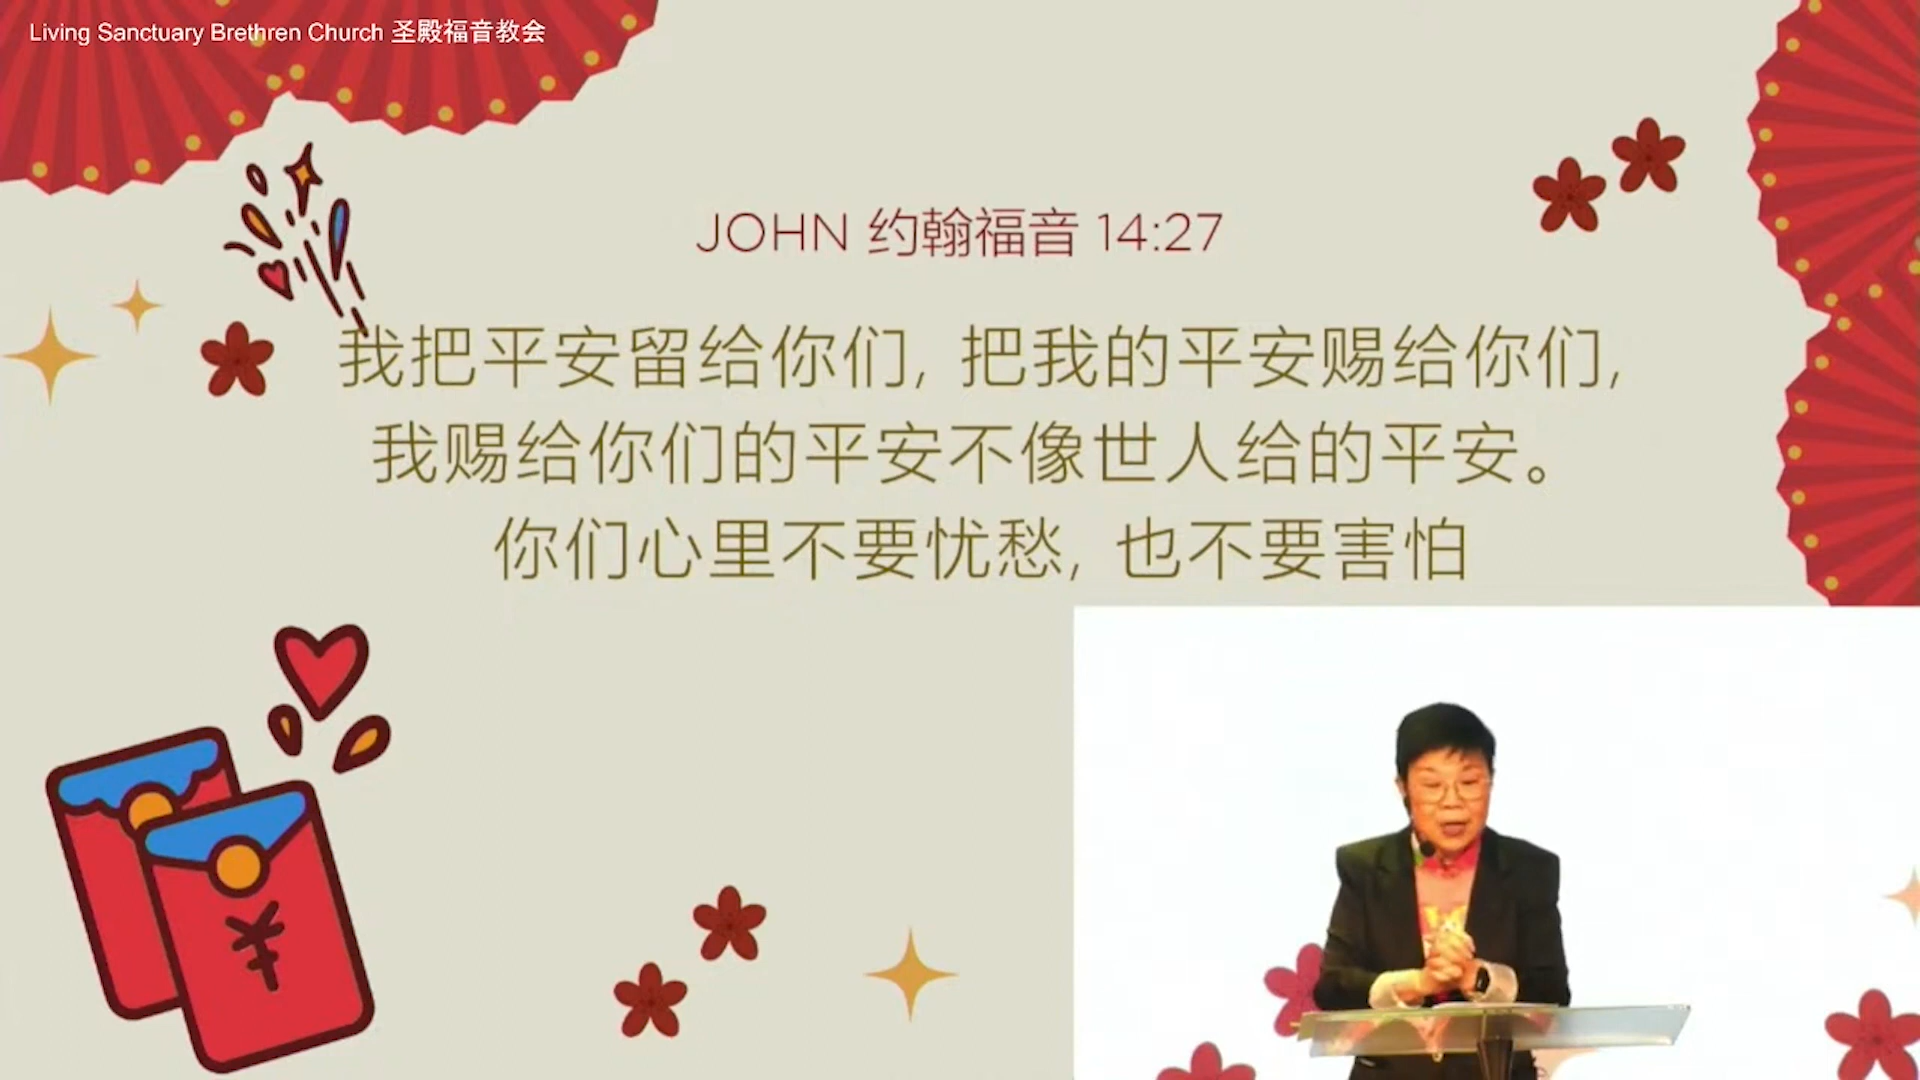 Living Sanctuary Brethren Church 圣殿福音教会
JOHN 约翰福音 14:27
我把平安留给你们, 把我的平安赐给你们,
我赐给你们的平安不像世人给的平安。
你们心里不要忧愁, 也不要害怕